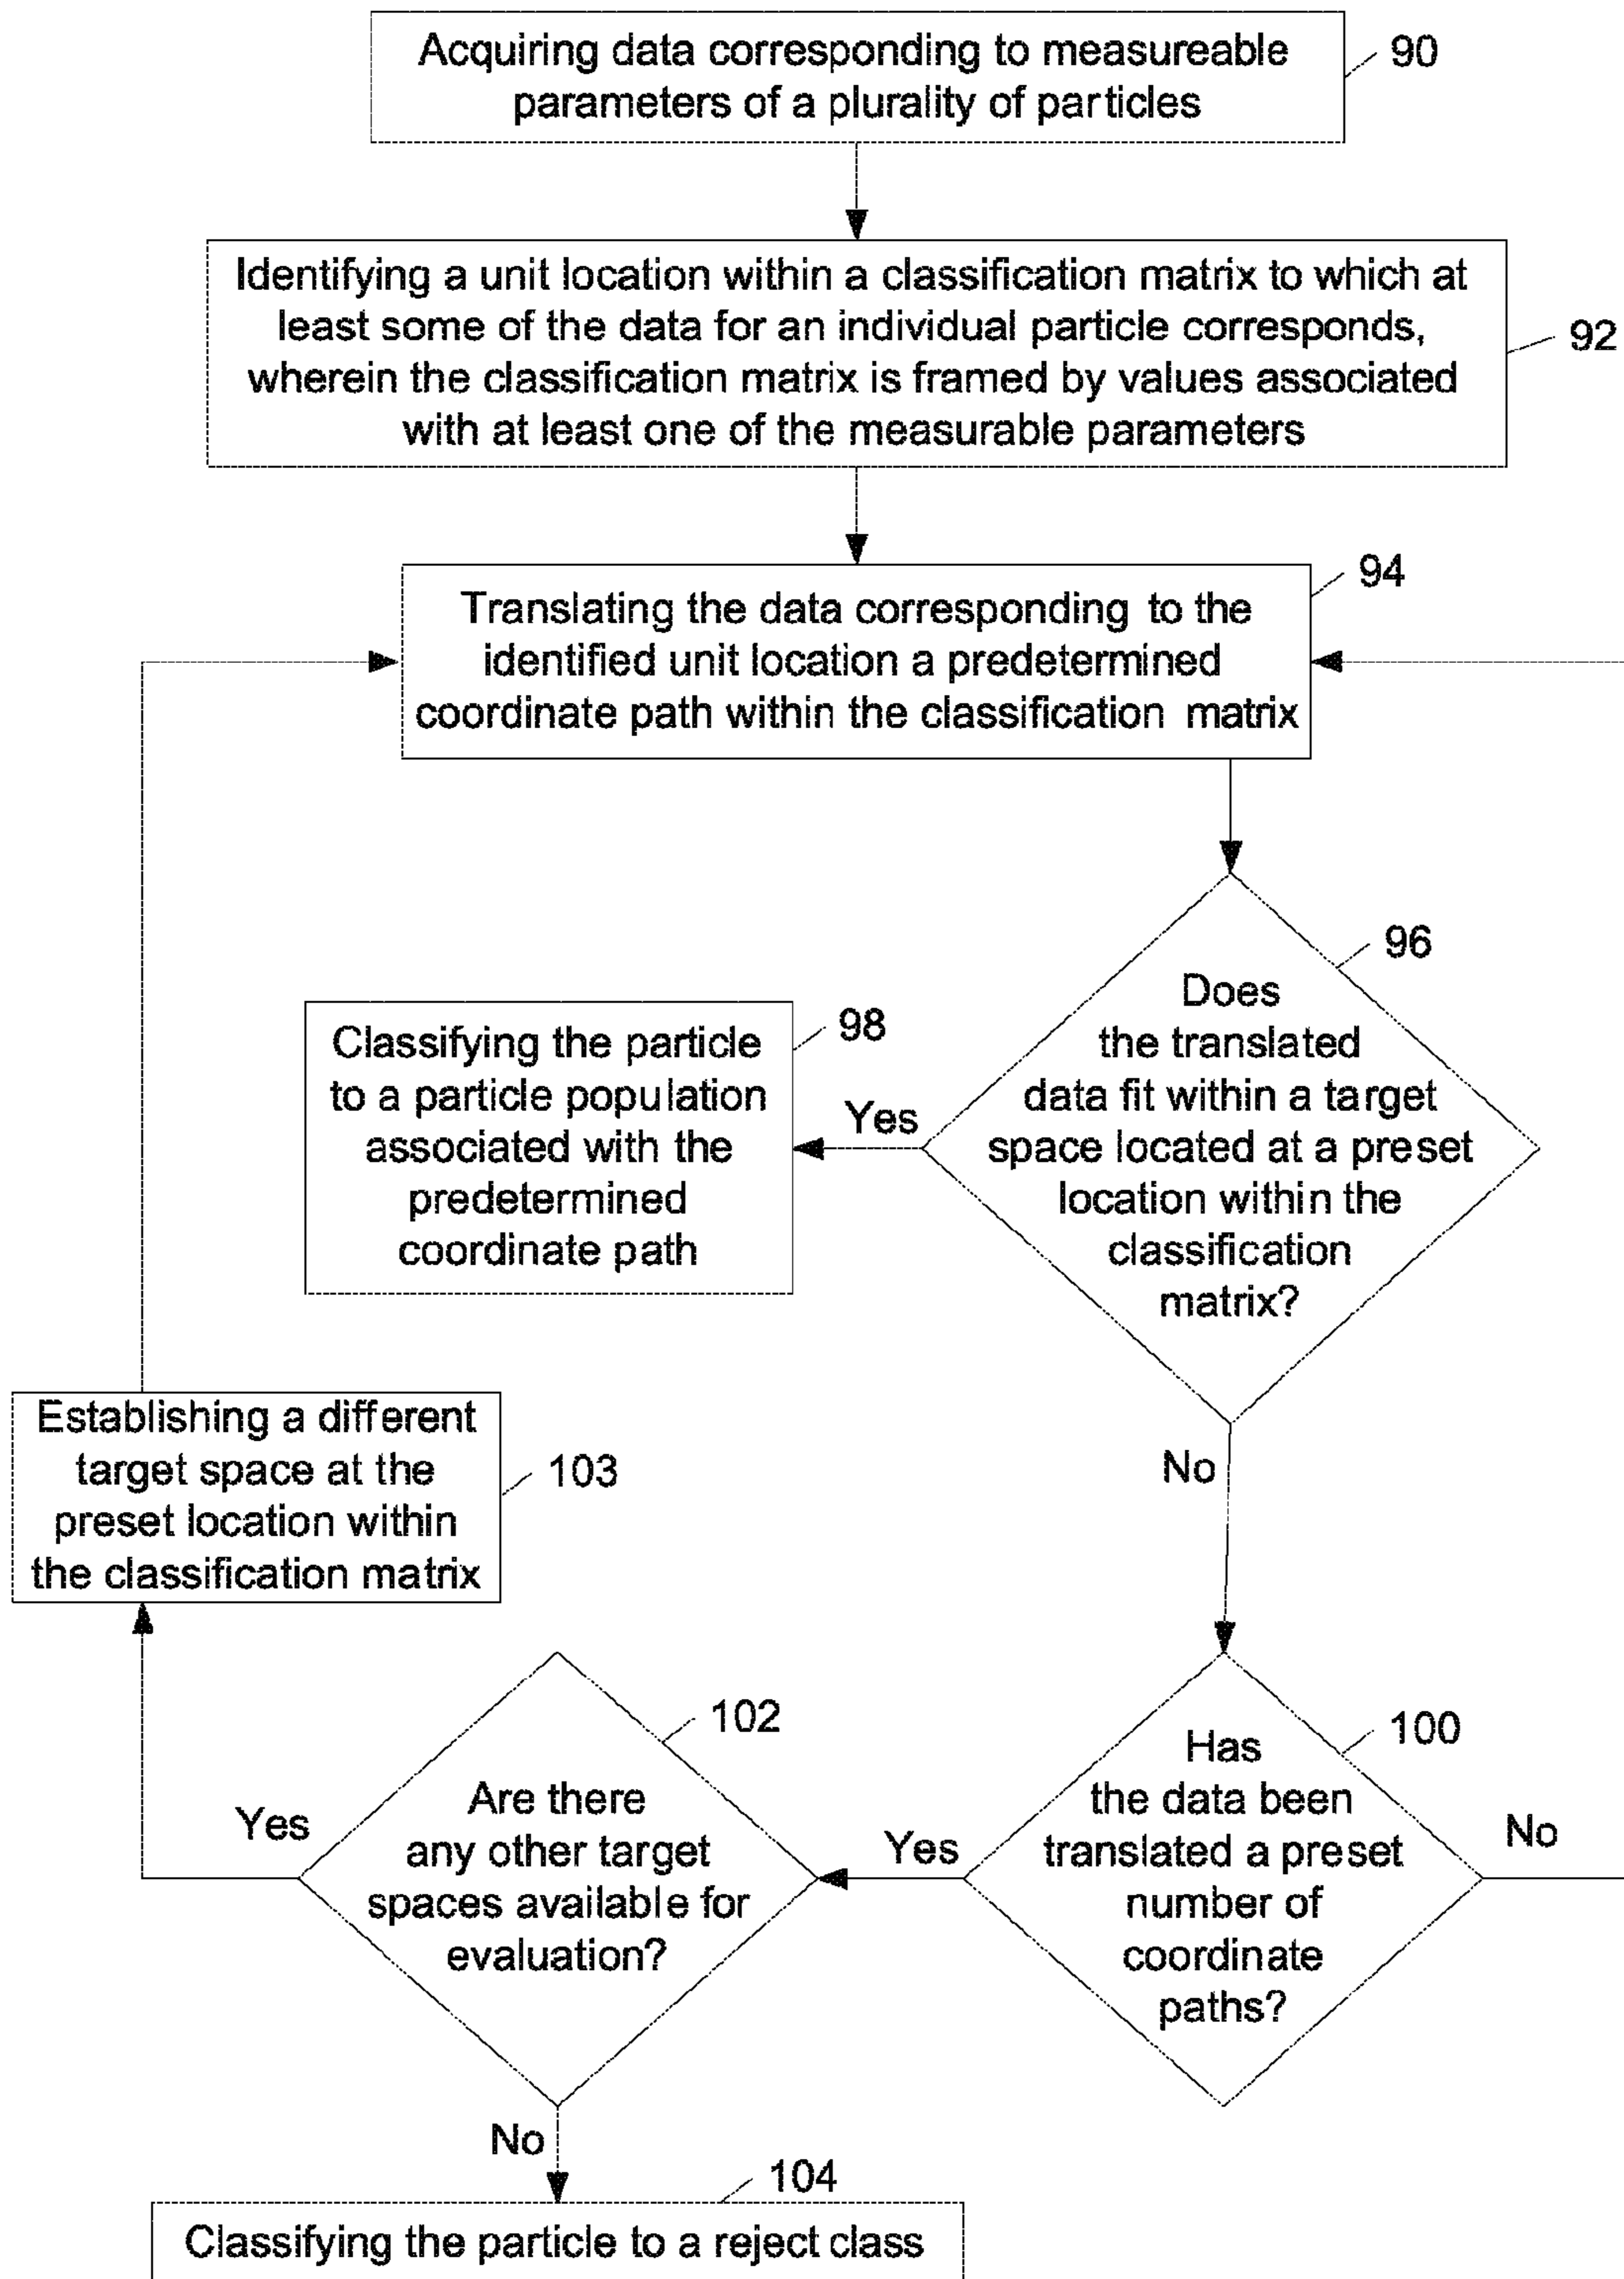 Acquiring data corresponding to measureable
parameters of a plurality of particles
90
Identifying a unit location within a classification matrix to which at
least some of the data for an individual particle corresponds,
wherein the classification matrix is framed by values associated
with at least one of the measurable parameters
92
Translating the data corresponding to the
identified unit location a predetermined
coordinate path within the classification matrix
94
Does
the translated
data fit within a target
space located at a preset
location within the
classification
matrix?
96
Yes
Classifying the particle
to a particle population
associated with the
predetermined
coordinate path
98
No
Has
the data been
translated a preset
number of
coordinate
paths?
100
No
Yes
Are there
any other target
spaces available for
evaluation?
102
Yes
Establishing a different
target space at the
preset location within
the classification matrix
103
No
Classifying the particle to a reject class
104